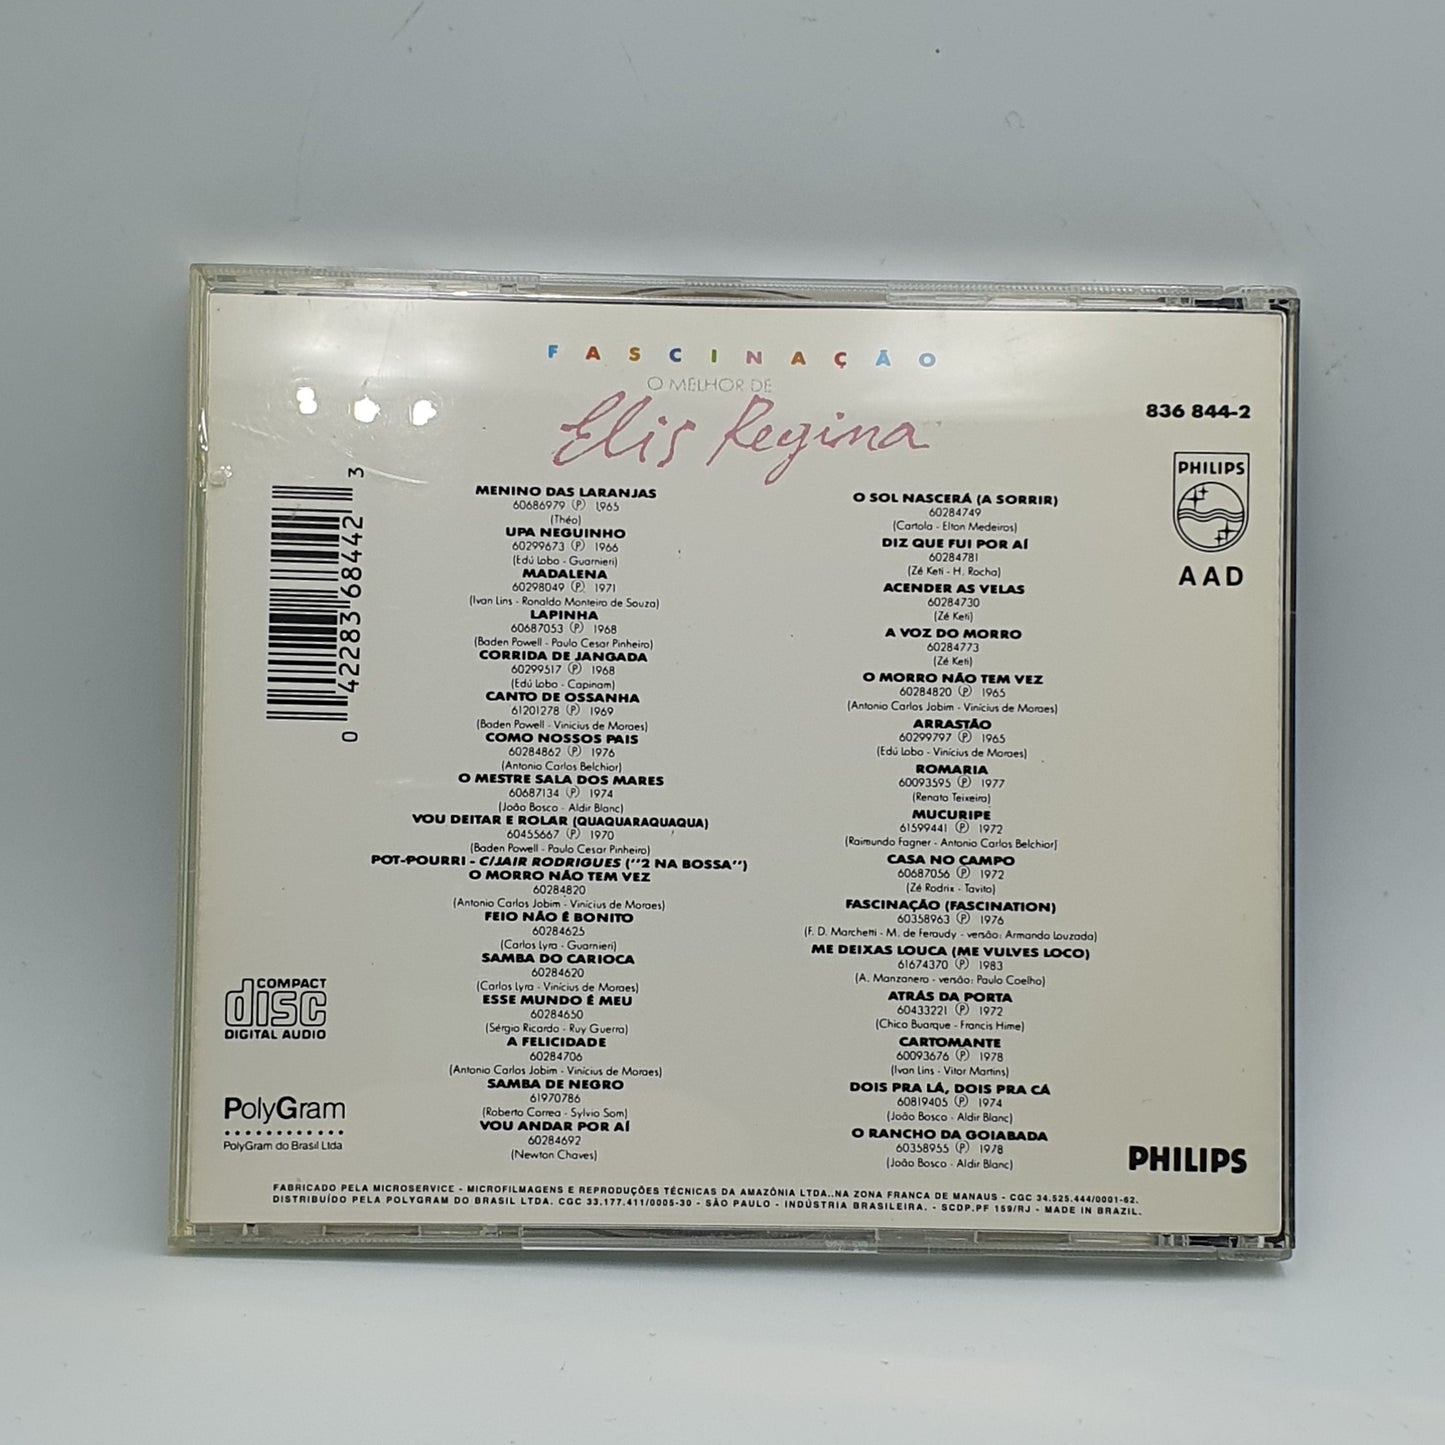 FASCINAÇÃO
O MELHOR DE
Elis Regina
836 844-2
PHILIPS
AAD
0 42283 68442 3
MENINO DAS LARANJAS
60686979 Ⓟ 1965
(Théo)
UPA NEGUINHO
60299673 Ⓟ 1966
(Edú Lobo - Guarnieri)
MADALENA
60298049 Ⓟ 1971
(Ivan Lins - Ronaldo Monteiro de Souza)
LAPINHA
60687053 Ⓟ 1968
(Baden Powell - Paulo Cesar Pinheiro)
CORRIDA DE JANGADA
60299517 Ⓟ 1968
(Edú Lobo - Capinam)
CANTO DE OSSANHA
61201278 Ⓟ 1969
(Baden Powell - Vinicius de Moraes)
COMO NOSSOS PAIS
60284862 Ⓟ 1976
(Antonio Carlos Belchior)
O MESTRE SALA DOS MARES
60687134 Ⓟ 1974
(João Bosco - Aldir Blanc)
VOU DEITAR E ROLAR (QUAQUARAQUAQUA)
60455667 Ⓟ 1970
(Baden Powell - Paulo Cesar Pinheiro)
POT-POURRI - C/JAIR RODRIGUES ("2 NA BOSSA")
O MORRO NÃO TEM VEZ
60284820
(Antonio Carlos Jobim - Vinícius de Moraes)
FEIO NÃO É BONITO
60284625
(Carlos Lyra - Guarnieri)
SAMBA DO CARIOCA
60284620
(Carlos Lyra - Vinícius de Moraes)
ESSE MUNDO É MEU
60284650
(Sérgio Ricardo - Ruy Guerra)
A FELICIDADE
60284706
(Antonio Carlos Jobim - Vinícius de Moraes)
SAMBA DE NEGRO
61970786
(Roberto Correa - Sylvio Som)
VOU ANDAR POR AÍ
60284692
(Newton Chaves)
O SOL NASCERÁ (A SORRIR)
60284749
(Cartola - Elton Medeiros)
DIZ QUE FUI POR AÍ
60284781
(Zé Keti - H. Rocha)
ACENDER AS VELAS
60284730
(Zé Keti)
A VOZ DO MORRO
60284773
(Zé Keti)
O MORRO NÃO TEM VEZ
60284820 Ⓟ 1965
(Antonio Carlos Jobim - Vinícius de Moraes)
ARRASTÃO
60299797 Ⓟ 1965
(Edú Lobo - Vinícius de Moraes)
ROMARIA
60093595 Ⓟ 1977
(Renato Teixeira)
MUCURIPE
61599441 Ⓟ 1972
(Raimundo Fagner - Antonio Carlos Belchior)
CASA NO CAMPO
60687056 Ⓟ 1972
(Zé Rodrix - Tavito)
FASCINAÇÃO (FASCINATION)
60358963 Ⓟ 1976
(F. D. Marchetti - M. de Feraudy - versão: Armando Louzada)
ME DEIXAS LOUCA (ME VULVES LOCO)
61674370 Ⓟ 1983
(A. Manzanero - versão: Paulo Coelho)
ATRÁS DA PORTA
60433221 Ⓟ 1972
(Chico Buarque - Francis Hime)
CARTOMANTE
60093676 Ⓟ 1978
(Ivan Lins - Vitor Martins)
DOIS PRA LÁ, DOIS PRA CÁ
60819405 Ⓟ 1974
(João Bosco - Aldir Blanc)
O RANCHO DA GOIABADA
60358955 Ⓟ 1978
(João Bosco - Aldir Blanc)
COMPACT
disc
DIGITAL AUDIO
PolyGram
PolyGram do Brasil Ltda
PHILIPS
FABRICADO PELA MICROSERVICE - MICROFILMAGENS E REPRODUÇÕES TÉCNICAS DA AMAZÔNIA LTDA..NA ZONA FRANCA DE MANAUS - CGC 34.525.444/0001-62.
DISTRIBUÍDO PELA POLYGRAM DO BRASIL LTDA. CGC 33.177.411/0005-30 - SÃO PAULO - INDÚSTRIA BRASILEIRA. - SCDP.PF 159/RJ - MADE IN BRAZIL.